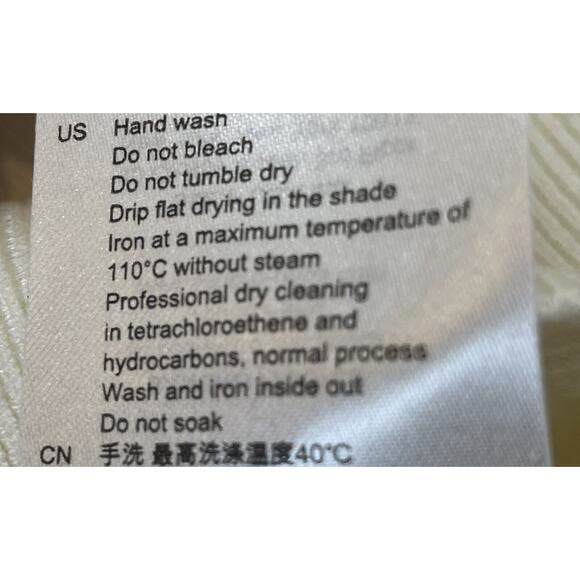 US Hand wash
Do not bleach
Do not tumble dry
Drip flat drying in the shade
Iron at a maximum temperature of
110°C without steam
Professional dry cleaning
in tetrachloroethene and
hydrocarbons, normal process
Wash and iron inside out
Do not soak
CN 手洗 最高洗涤温度40°C